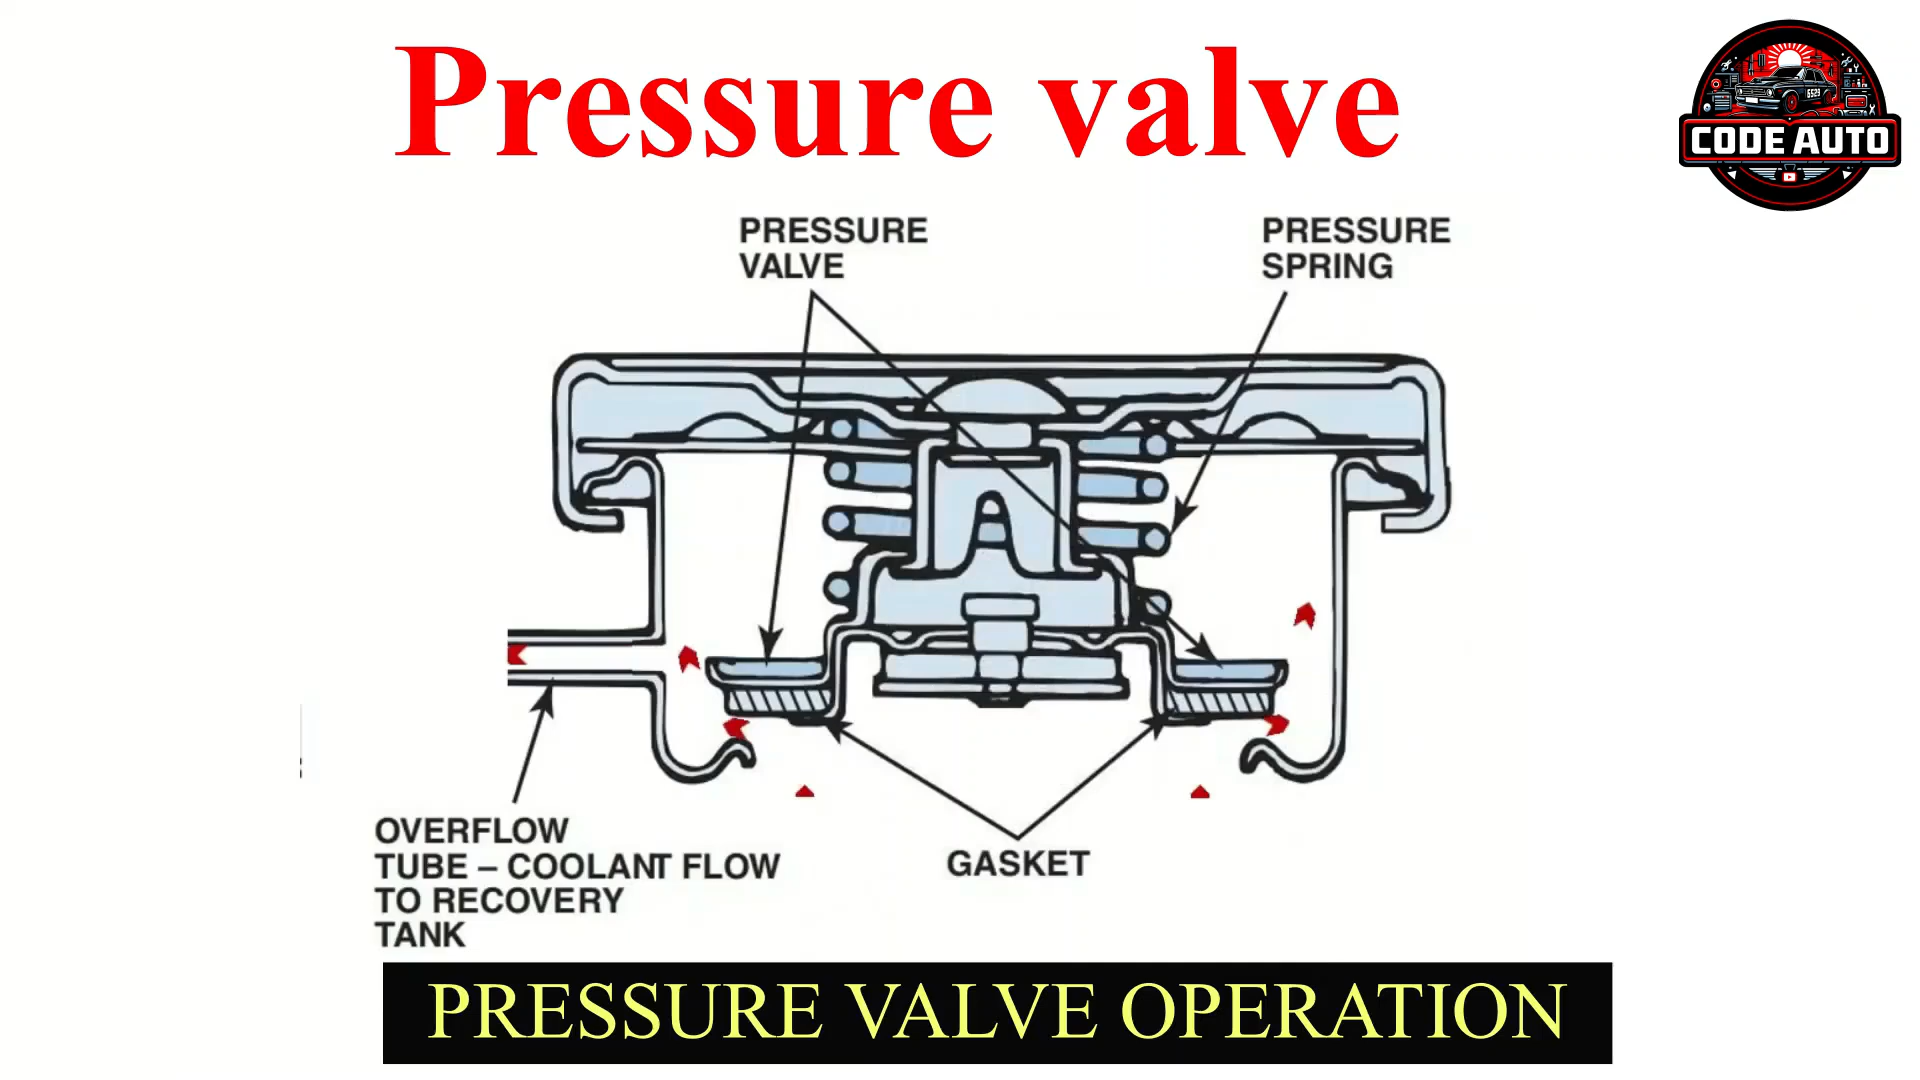 Pressure valve
6529
CODE AUTO
PRESSURE
VALVE
PRESSURE
SPRING
OVERFLOW
TUBE – COOLANT FLOW
TO RECOVERY
TANK
GASKET
PRESSURE VALVE OPERATION